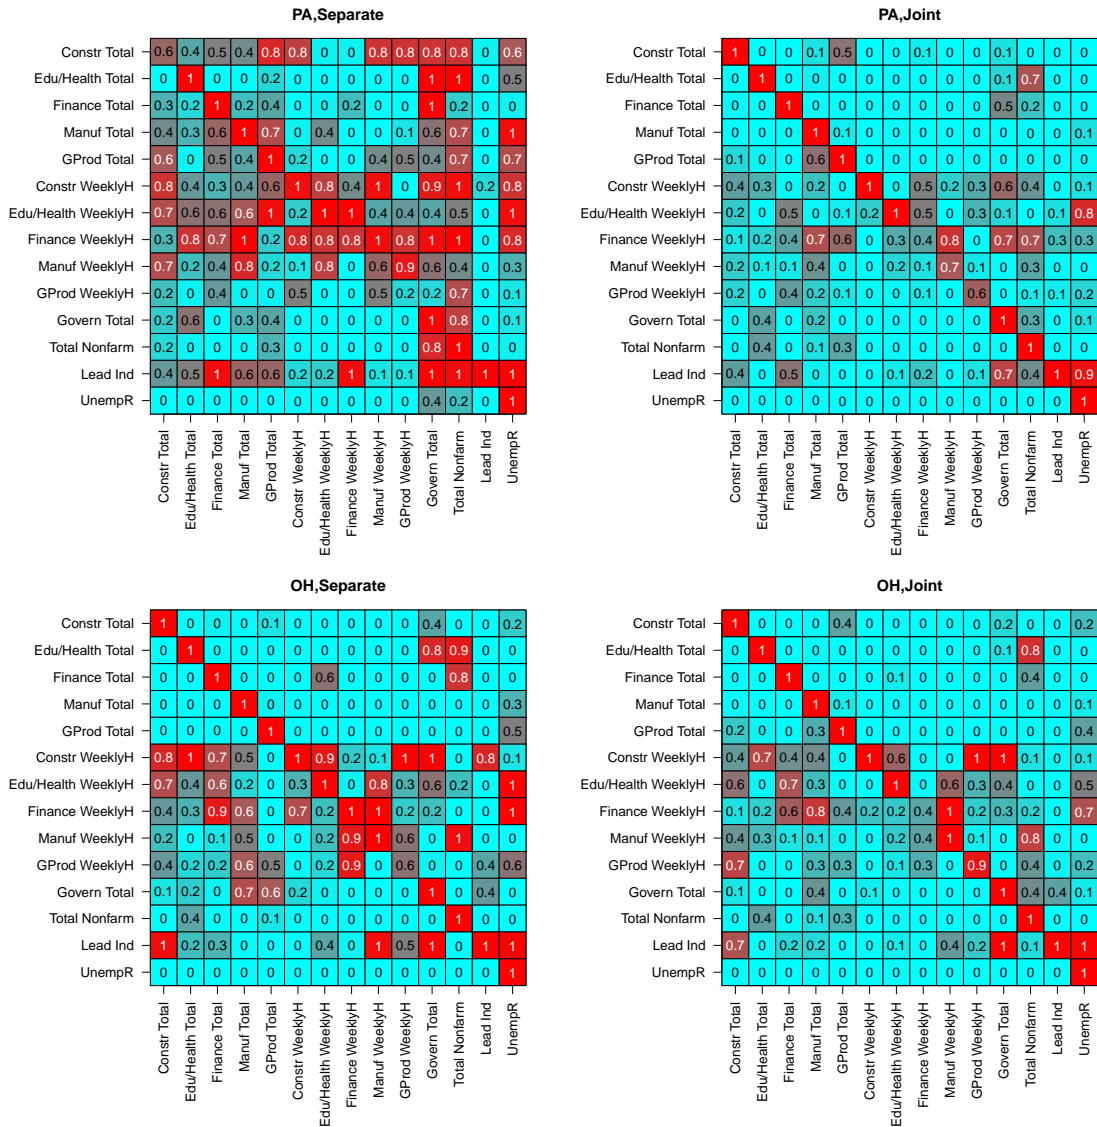 PA,Separate
Constr Total 0.6 0.4 0.5 0.4 0.8 0.8 0 0 0.8 0.8 0.8 0.8 0 0.6
Edu/Health Total 0 1 0 0 0.2 0 0 0 0 0 1 1 0 0.5
Finance Total 0.3 0.2 1 0.2 0.4 0 0 0.2 0 0 1 0.2 0 0
Manuf Total 0.4 0.3 0.6 1 0.7 0 0.4 0 0 0.1 0.6 0.7 0 1
GProd Total 0.6 0 0.5 0.4 1 0.2 0 0 0.4 0.5 0.4 0.7 0 0.7
Constr WeeklyH 0.8 0.4 0.3 0.4 0.6 1 0.8 0.4 1 0 0.9 1 0.2 0.8
Edu/Health WeeklyH 0.7 0.6 0.6 0.6 1 0.2 1 1 0.4 0.4 0.4 0.5 0 1
Finance WeeklyH 0.3 0.8 0.7 1 0.2 0.8 0.8 0.8 1 0.8 1 1 0 0.8
Manuf WeeklyH 0.7 0.2 0.4 0.8 0.2 0.1 0.8 0 0.6 0.9 0.6 0.4 0 0.3
GProd WeeklyH 0.2 0 0.4 0 0 0.5 0 0 0.5 0.2 0.2 0.7 0 0.1
Govern Total 0.2 0.6 0 0.3 0.4 0 0 0 0 0 1 0.8 0 0.1
Total Nonfarm 0.2 0 0 0 0.3 0 0 0 0 0 0.8 1 0 0
Lead Ind 0.4 0.5 1 0.6 0.6 0.2 0.2 1 0.1 0.1 1 1 1 1
UnempR 0 0 0 0 0 0 0 0 0 0 0.4 0.2 0 1
Constr Total
Edu/Health Total
Finance Total
Manuf Total
GProd Total
Constr WeeklyH
Edu/Health WeeklyH
Finance WeeklyH
Manuf WeeklyH
GProd WeeklyH
Govern Total
Total Nonfarm
Lead Ind
UnempR
PA,Joint
Constr Total 1 0 0 0.1 0.5 0 0 0.1 0 0 0.1 0 0 0
Edu/Health Total 0 1 0 0 0 0 0 0 0 0 0.1 0.7 0 0
Finance Total 0 0 1 0 0 0 0 0 0 0 0.5 0.2 0 0
Manuf Total 0 0 0 1 0.1 0 0 0 0 0 0 0 0 0.1
GProd Total 0.1 0 0 0.6 1 0 0 0 0 0 0 0 0 0
Constr WeeklyH 0.4 0.3 0 0.2 0 1 0 0.5 0.2 0.3 0.6 0.4 0 0.1
Edu/Health WeeklyH 0.2 0 0.5 0 0.1 0.2 1 0.5 0 0.3 0.1 0 0.1 0.8
Finance WeeklyH 0.1 0.2 0.4 0.7 0.6 0 0.3 0.4 0.8 0 0.7 0.7 0.3 0.3
Manuf WeeklyH 0.2 0.1 0.1 0.4 0 0 0.2 0.1 0.7 0.1 0 0.3 0 0
GProd WeeklyH 0.2 0 0.4 0.2 0.1 0 0.1 0 0 0.6 0 0.1 0.1 0.2
Govern Total 0 0.4 0 0.2 0 0 0 0 0 0 1 0.3 0 0.1
Total Nonfarm 0 0.4 0 0.1 0.3 0 0 0 0 0 0 1 0 0
Lead Ind 0.4 0 0.5 0 0 0 0.1 0.2 0 0.1 0.7 0.4 1 0.9
UnempR 0 0 0 0 0 0 0 0 0 0 0 0 0 1
Constr Total
Edu/Health Total
Finance Total
Manuf Total
GProd Total
Constr WeeklyH
Edu/Health WeeklyH
Finance WeeklyH
Manuf WeeklyH
GProd WeeklyH
Govern Total
Total Nonfarm
Lead Ind
UnempR
OH,Separate
Constr Total 1 0 0 0 0.1 0 0 0 0 0 0.4 0 0 0.2
Edu/Health Total 0 1 0 0 0 0 0 0 0 0 0.8 0.9 0 0
Finance Total 0 0 1 0 0 0 0.6 0 0 0 0 0.8 0 0
Manuf Total 0 0 0 1 0 0 0 0 0 0 0 0 0 0.3
GProd Total 0 0 0 0 1 0 0 0 0 0 0 0 0 0.5
Constr WeeklyH 0.8 1 0.7 0.5 0 1 0.9 0.2 0.1 1 1 0 0.8 0.1
Edu/Health WeeklyH 0.7 0.4 0.6 0.2 0 0.3 1 0 0.8 0.3 0.6 0.2 0 1
Finance WeeklyH 0.4 0.3 0.9 0.6 0 0.7 0.2 1 1 0.2 0.2 0 0 1
Manuf WeeklyH 0.2 0 0.1 0.5 0 0 0.2 0.9 1 0.6 0 1 0 0
GProd WeeklyH 0.4 0.2 0.2 0.6 0.5 0 0.2 0.9 0 0.6 0 0 0.4 0.6
Govern Total 0.1 0.2 0 0.7 0.6 0.2 0 0 0 0 1 0 0.4 0
Total Nonfarm 0 0.4 0 0 0.1 0 0 0 0 0 0 1 0 0
Lead Ind 1 0.2 0.3 0 0 0 0.4 0 1 0.5 1 0 1 1
UnempR 0 0 0 0 0 0 0 0 0 0 0 0 0 1
Constr Total
Edu/Health Total
Finance Total
Manuf Total
GProd Total
Constr WeeklyH
Edu/Health WeeklyH
Finance WeeklyH
Manuf WeeklyH
GProd WeeklyH
Govern Total
Total Nonfarm
Lead Ind
UnempR
OH,Joint
Constr Total 1 0 0 0 0.4 0 0 0 0 0 0.2 0 0 0.2
Edu/Health Total 0 1 0 0 0 0 0 0 0 0 0.1 0.8 0 0
Finance Total 0 0 1 0 0 0 0.1 0 0 0 0 0.4 0 0
Manuf Total 0 0 0 1 0.1 0 0 0 0 0 0 0 0 0.1
GProd Total 0.2 0 0 0.3 1 0 0 0 0 0 0 0 0 0.4
Constr WeeklyH 0.4 0.7 0.4 0.4 0 1 0.6 0 0 1 1 0.1 0 0.1
Edu/Health WeeklyH 0.6 0 0.7 0.2 0 0 1 0 0.6 0.3 0.4 0 0 0.5
Finance WeeklyH 0.1 0.2 0.6 0.8 0.4 0.2 0.2 0.4 1 0.2 0.3 0.2 0 0.7
Manuf WeeklyH 0.4 0.3 0.1 0.1 0 0 0.2 0.4 1 0.1 0 0.8 0 0
GProd WeeklyH 0.7 0 0 0.3 0.3 0 0.1 0.3 0 0.9 0 0.4 0 0.2
Govern Total 0.1 0 0 0.4 0 0.1 0 0 0 0 1 0.4 0.4 0.1
Total Nonfarm 0 0.4 0 0.1 0.3 0 0 0 0 0 0 1 0 0
Lead Ind 0.7 0 0.2 0.2 0 0 0.1 0 0.4 0.2 1 0.1 1 1
UnempR 0 0 0 0 0 0 0 0 0 0 0 0 0 1
Constr Total
Edu/Health Total
Finance Total
Manuf Total
GProd Total
Constr WeeklyH
Edu/Health WeeklyH
Finance WeeklyH
Manuf WeeklyH
GProd WeeklyH
Govern Total
Total Nonfarm
Lead Ind
UnempR